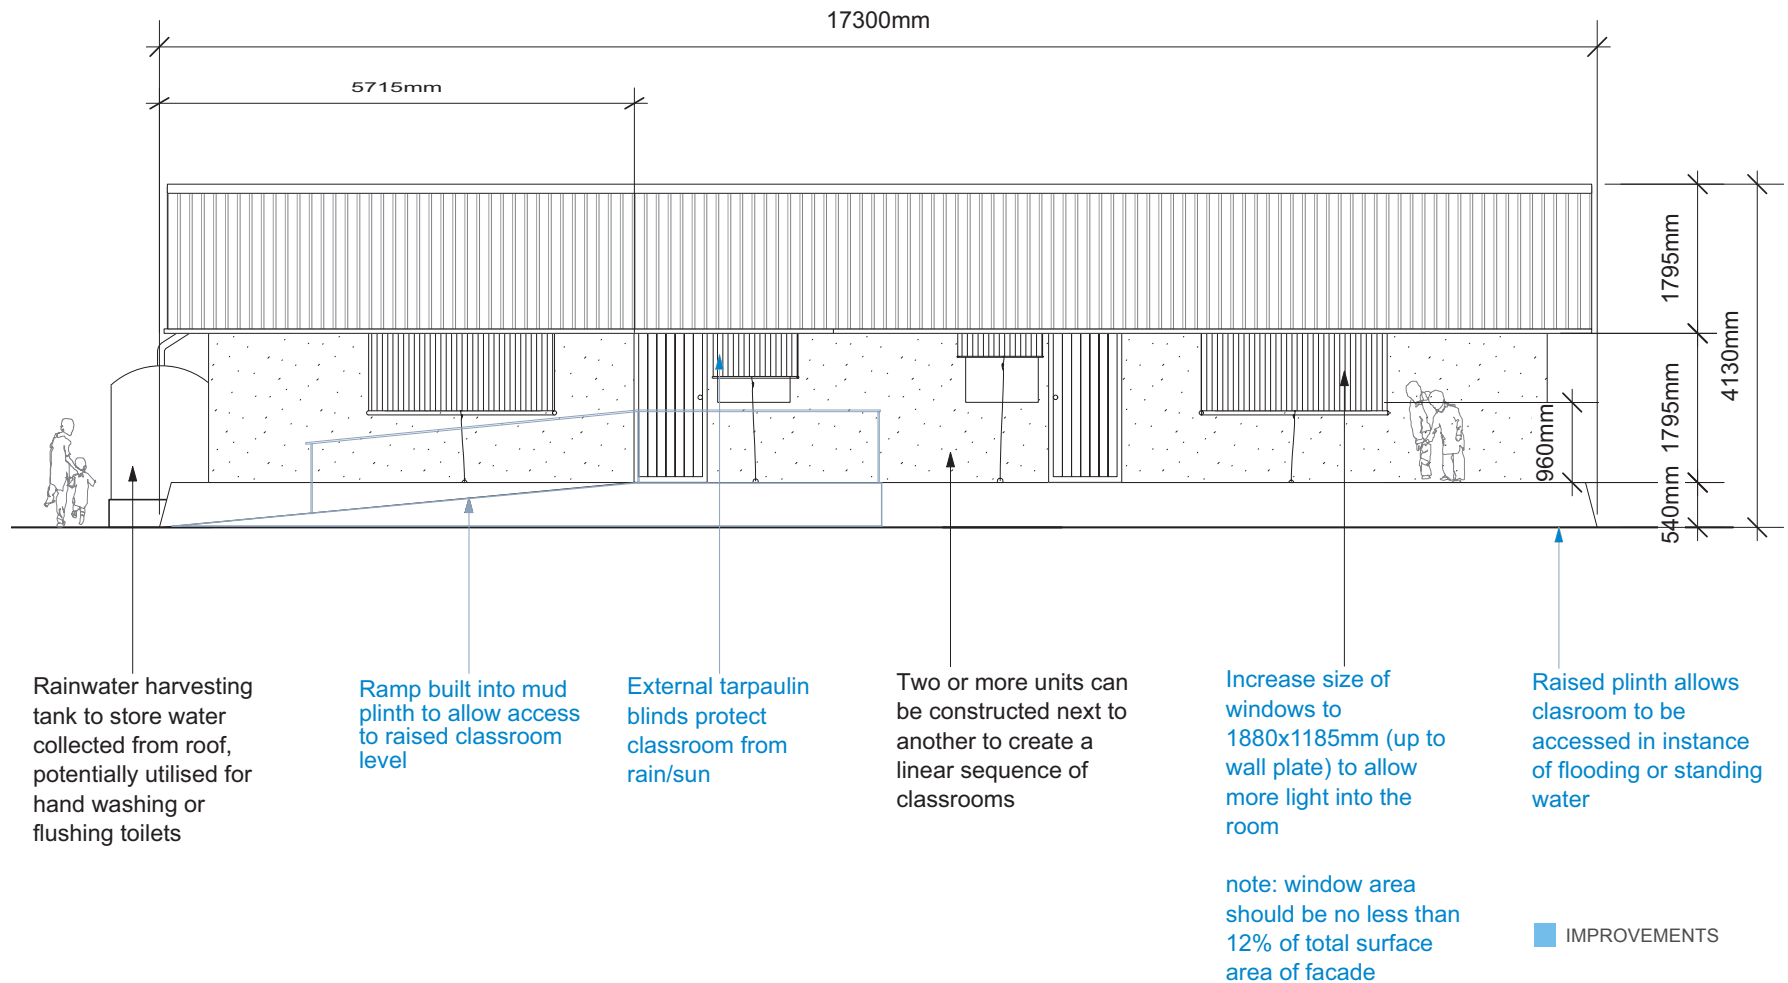 17300mm
5715mm
1795mm
4130mm
1795mm
960mm
540mm
Rainwater harvesting
tank to store water
collected from roof,
potentially utilised for
hand washing or
flushing toilets
Ramp built into mud
plinth to allow access
to raised classroom
level
External tarpaulin
blinds protect
classroom from
rain/sun
Two or more units can
be constructed next to
another to create a
linear sequence of
classrooms
Increase size of
windows to
1880x1185mm (up to
wall plate) to allow
more light into the
room
note: window area
should be no less than
12% of total surface
area of facade
Raised plinth allows
clasroom to be
accessed in instance
of flooding or standing
water
IMPROVEMENTS